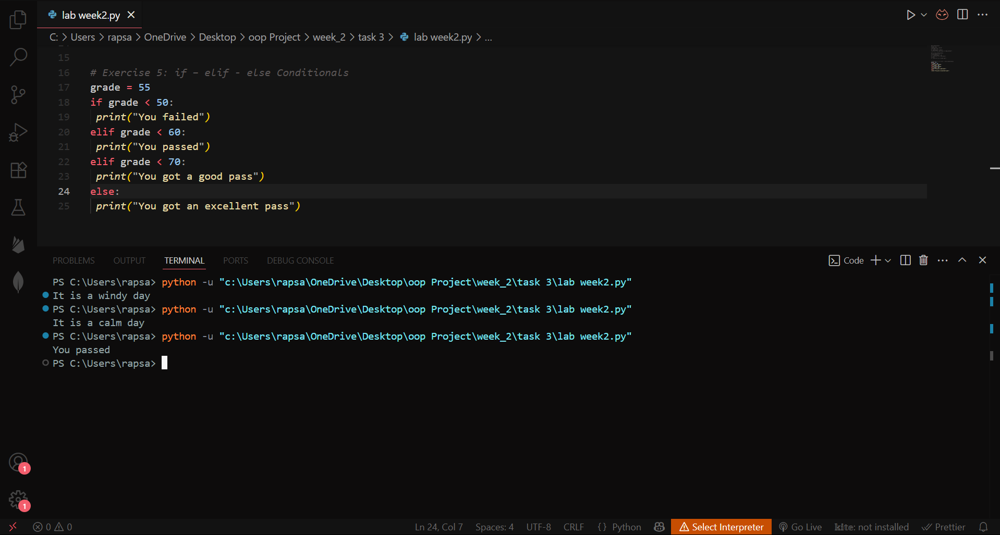 lab week2.py
C: > Users > rapsa > OneDrive > Desktop > oop Project > week_2 > task 3 > lab week2.py > ...
15
16 # Exercise 5: if – elif - else Conditionals
17 grade = 55
18 if grade < 50:
19 print("You failed")
20 elif grade < 60:
21 print("You passed")
22 elif grade < 70:
23 print("You got a good pass")
24 else:
25 print("You got an excellent pass")
PROBLEMS OUTPUT TERMINAL PORTS DEBUG CONSOLE Code
PS C:\Users\rapsa> python -u "c:\Users\rapsa\OneDrive\Desktop\oop Project\week_2\task 3\lab week2.py"
It is a windy day
PS C:\Users\rapsa> python -u "c:\Users\rapsa\OneDrive\Desktop\oop Project\week_2\task 3\lab week2.py"
It is a calm day
PS C:\Users\rapsa> python -u "c:\Users\rapsa\OneDrive\Desktop\oop Project\week_2\task 3\lab week2.py"
You passed
PS C:\Users\rapsa>
1
1
0 0 Ln 24, Col 7 Spaces: 4 UTF-8 CRLF {} Python Select Interpreter Go Live kite: not installed Prettier